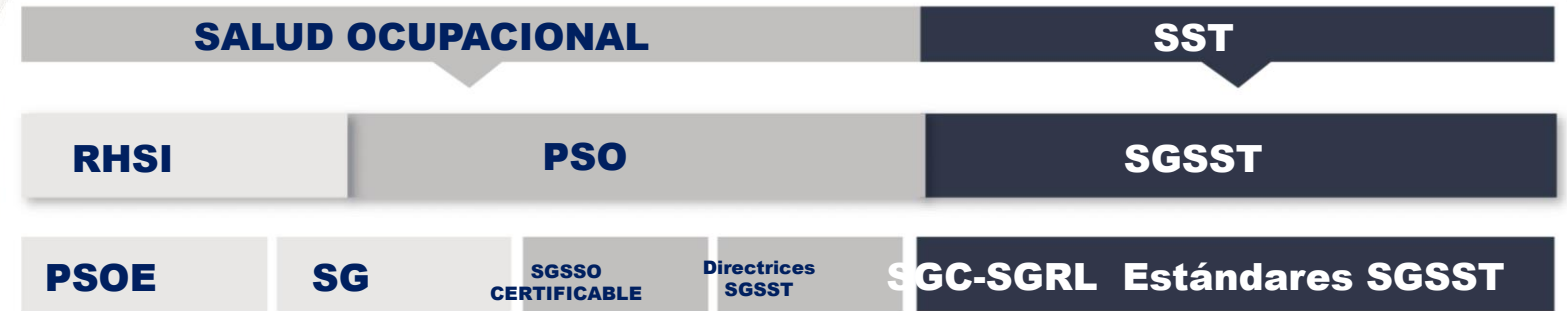 SALUD OCUPACIONAL SST
RHSI PSO SGSST
PSOE SG SGSSO CERTIFICABLE Directrices SGSST SGC-SGRL Estándares SGSST